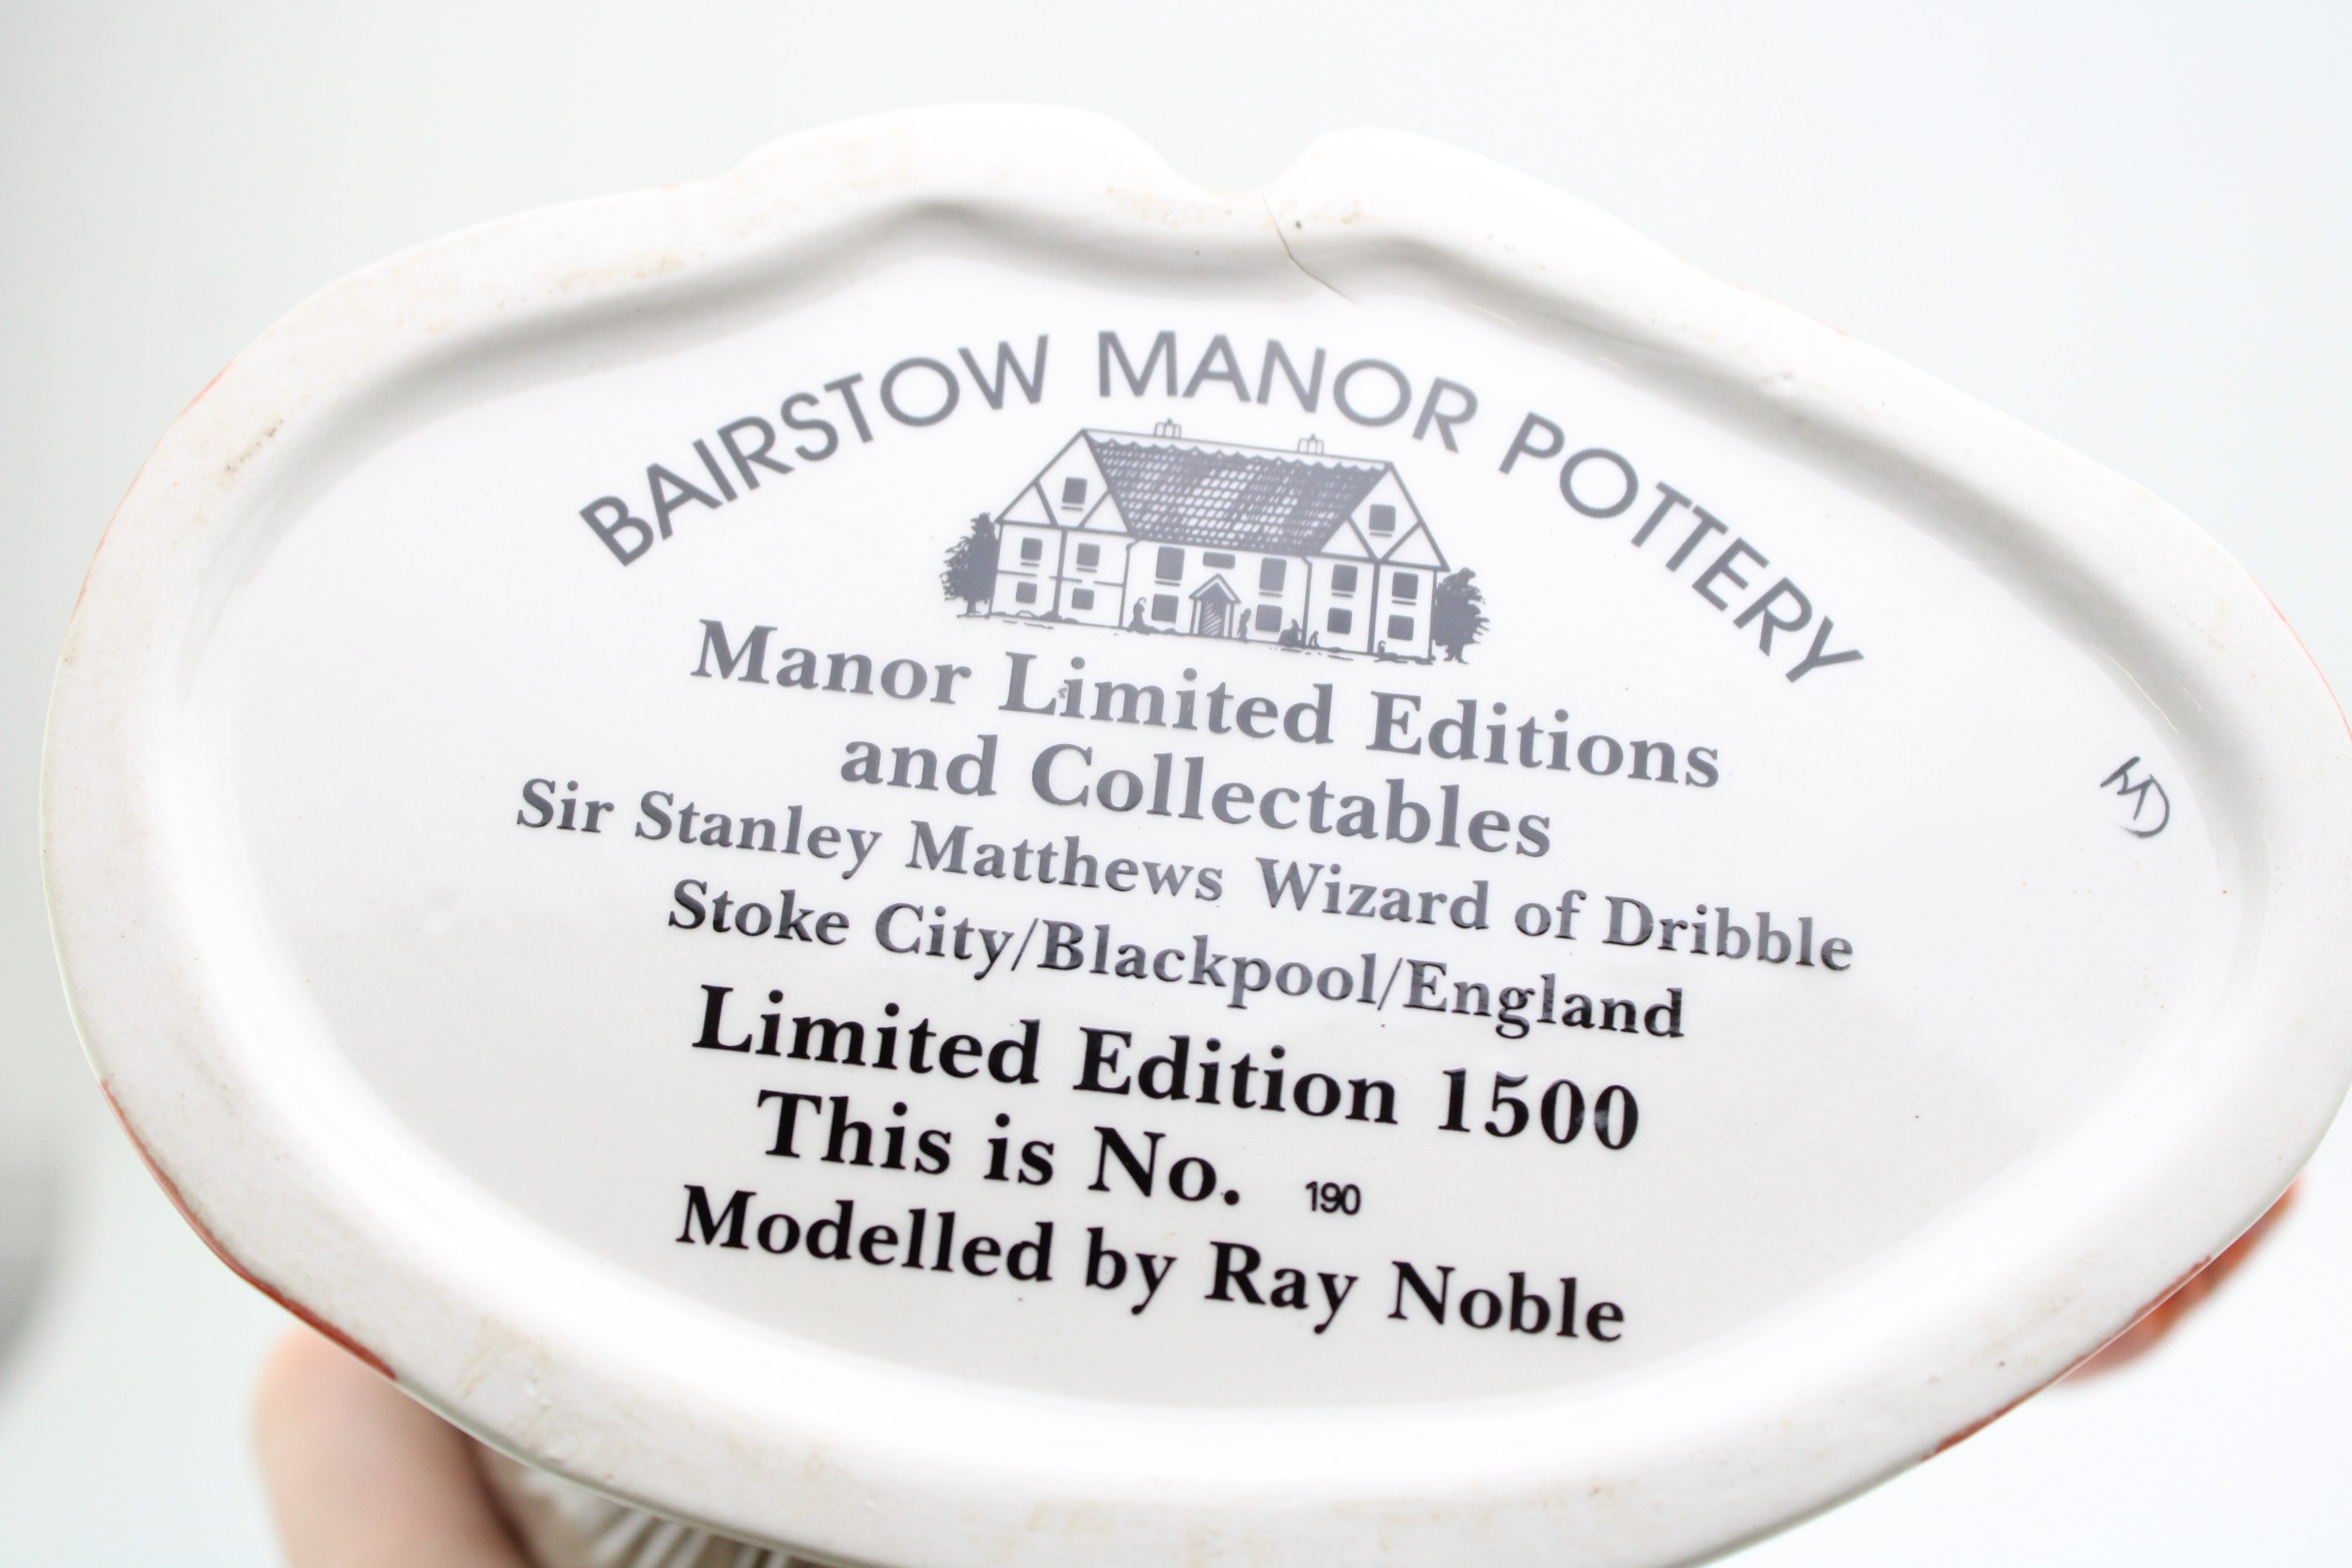 BAIRSTOW MANOR POTTERY
Manor Limited Editions
and Collectables
Sir Stanley Matthews Wizard of Dribble
Stoke City/Blackpool/England
Limited Edition 1500
This is No. 190
Modelled by Ray Noble